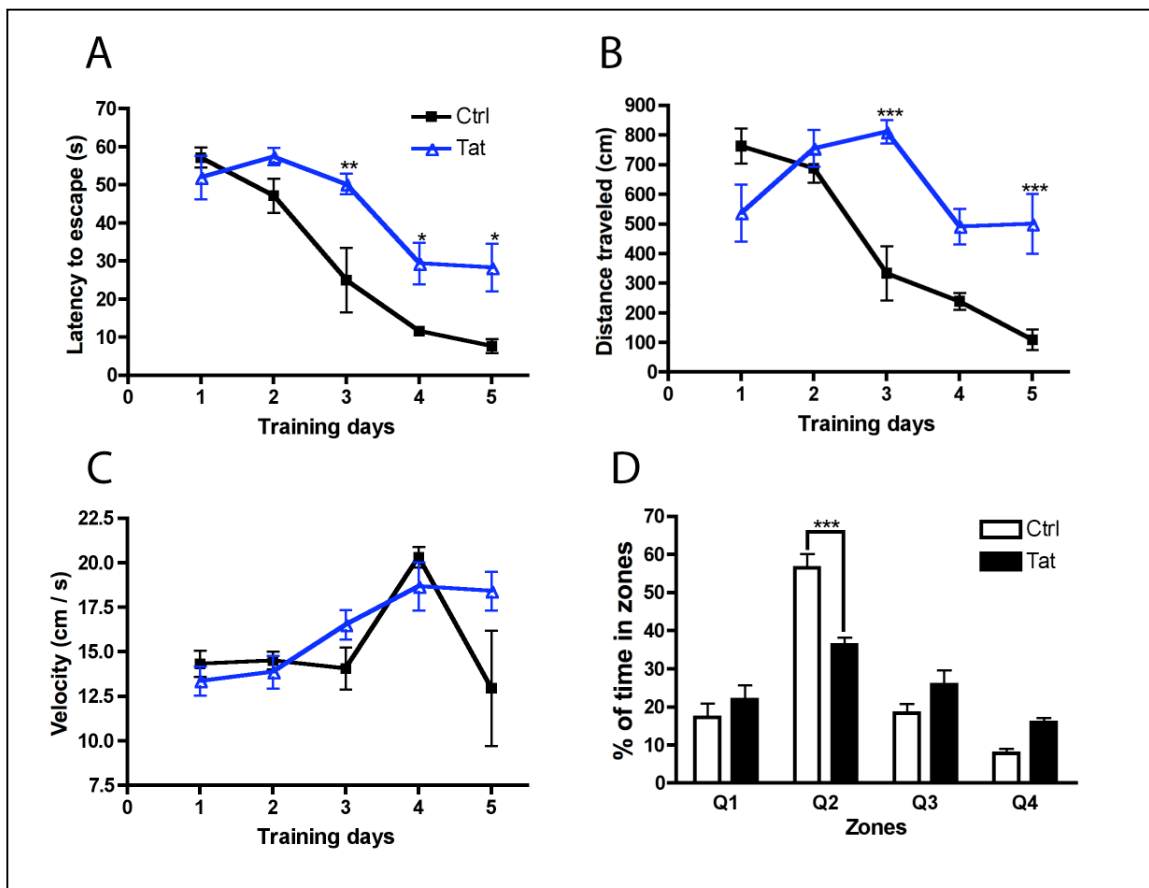 A
Latency to escape (s)
70
60
50
40
30
20
10
0
0 1 2 3 4 5
Training days
Ctrl
Tat
**
*
*
B
Distance traveled (cm)
900
800
700
600
500
400
300
200
100
0
0 1 2 3 4 5
Training days
***
***
C
Velocity (cm / s)
22.5
20.0
17.5
15.0
12.5
10.0
7.5
0 1 2 3 4 5
Training days
D
% of time in zones
70
60
50
40
30
20
10
0
Q1 Q2 Q3 Q4
Zones
***
Ctrl
Tat